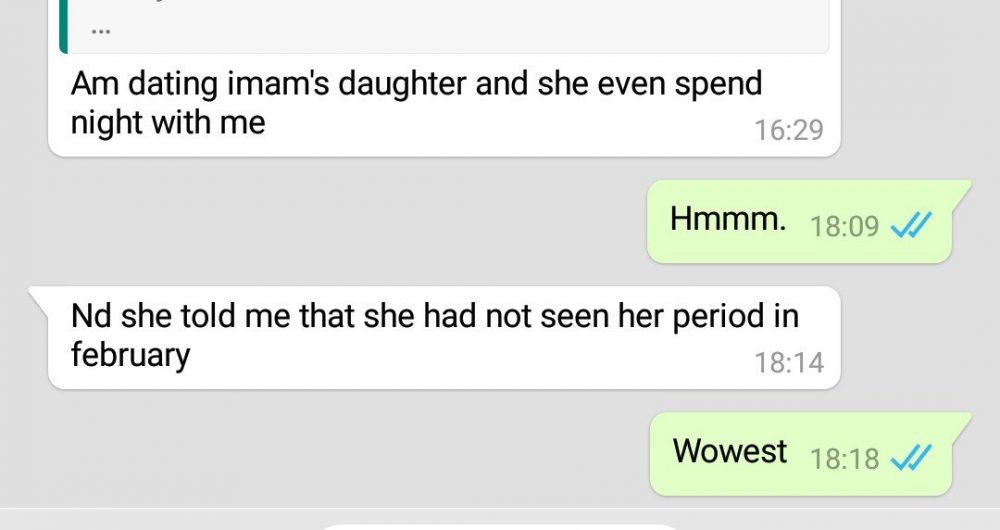 ...
Am dating imam's daughter and she even spend
night with me
16:29
Hmmm. 18:09
Nd she told me that she had not seen her period in
february
18:14
Wowest 18:18